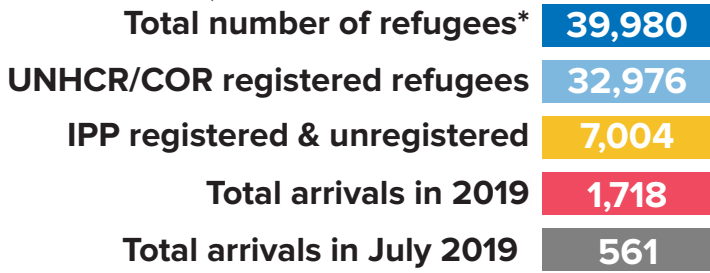 Total number of refugees* 39,980
UNHCR/COR registered refugees 32,976
IPP registered & unregistered 7,004
Total arrivals in 2019 1,718
Total arrivals in July 2019 561